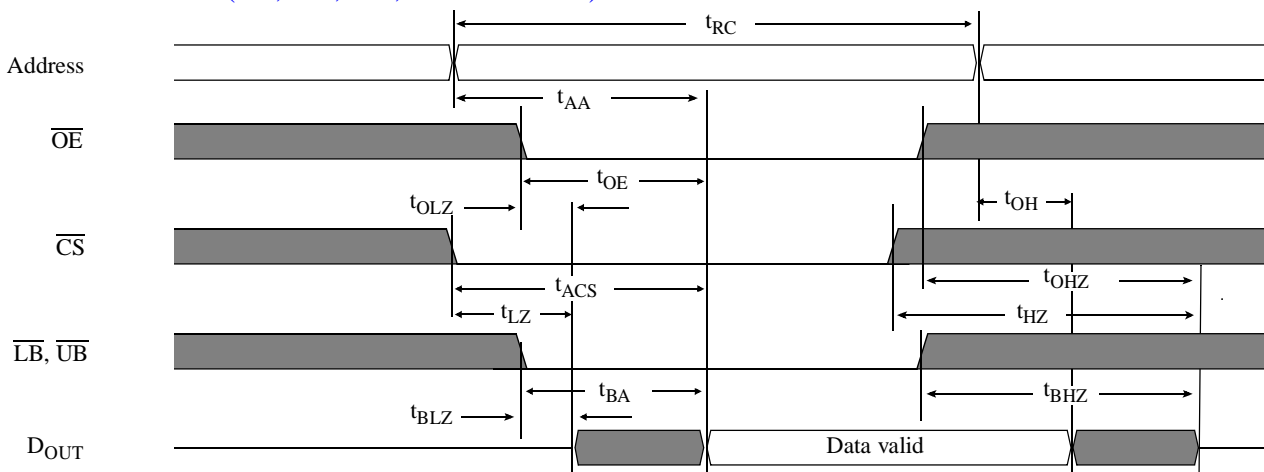 tRC
Address
tAA
OE
tOE
tOLZ
tOH
CS
tACS
tOHZ
tLZ
tHZ
LB, UB
tBA
tBLZ
tBHZ
DOUT
Data valid